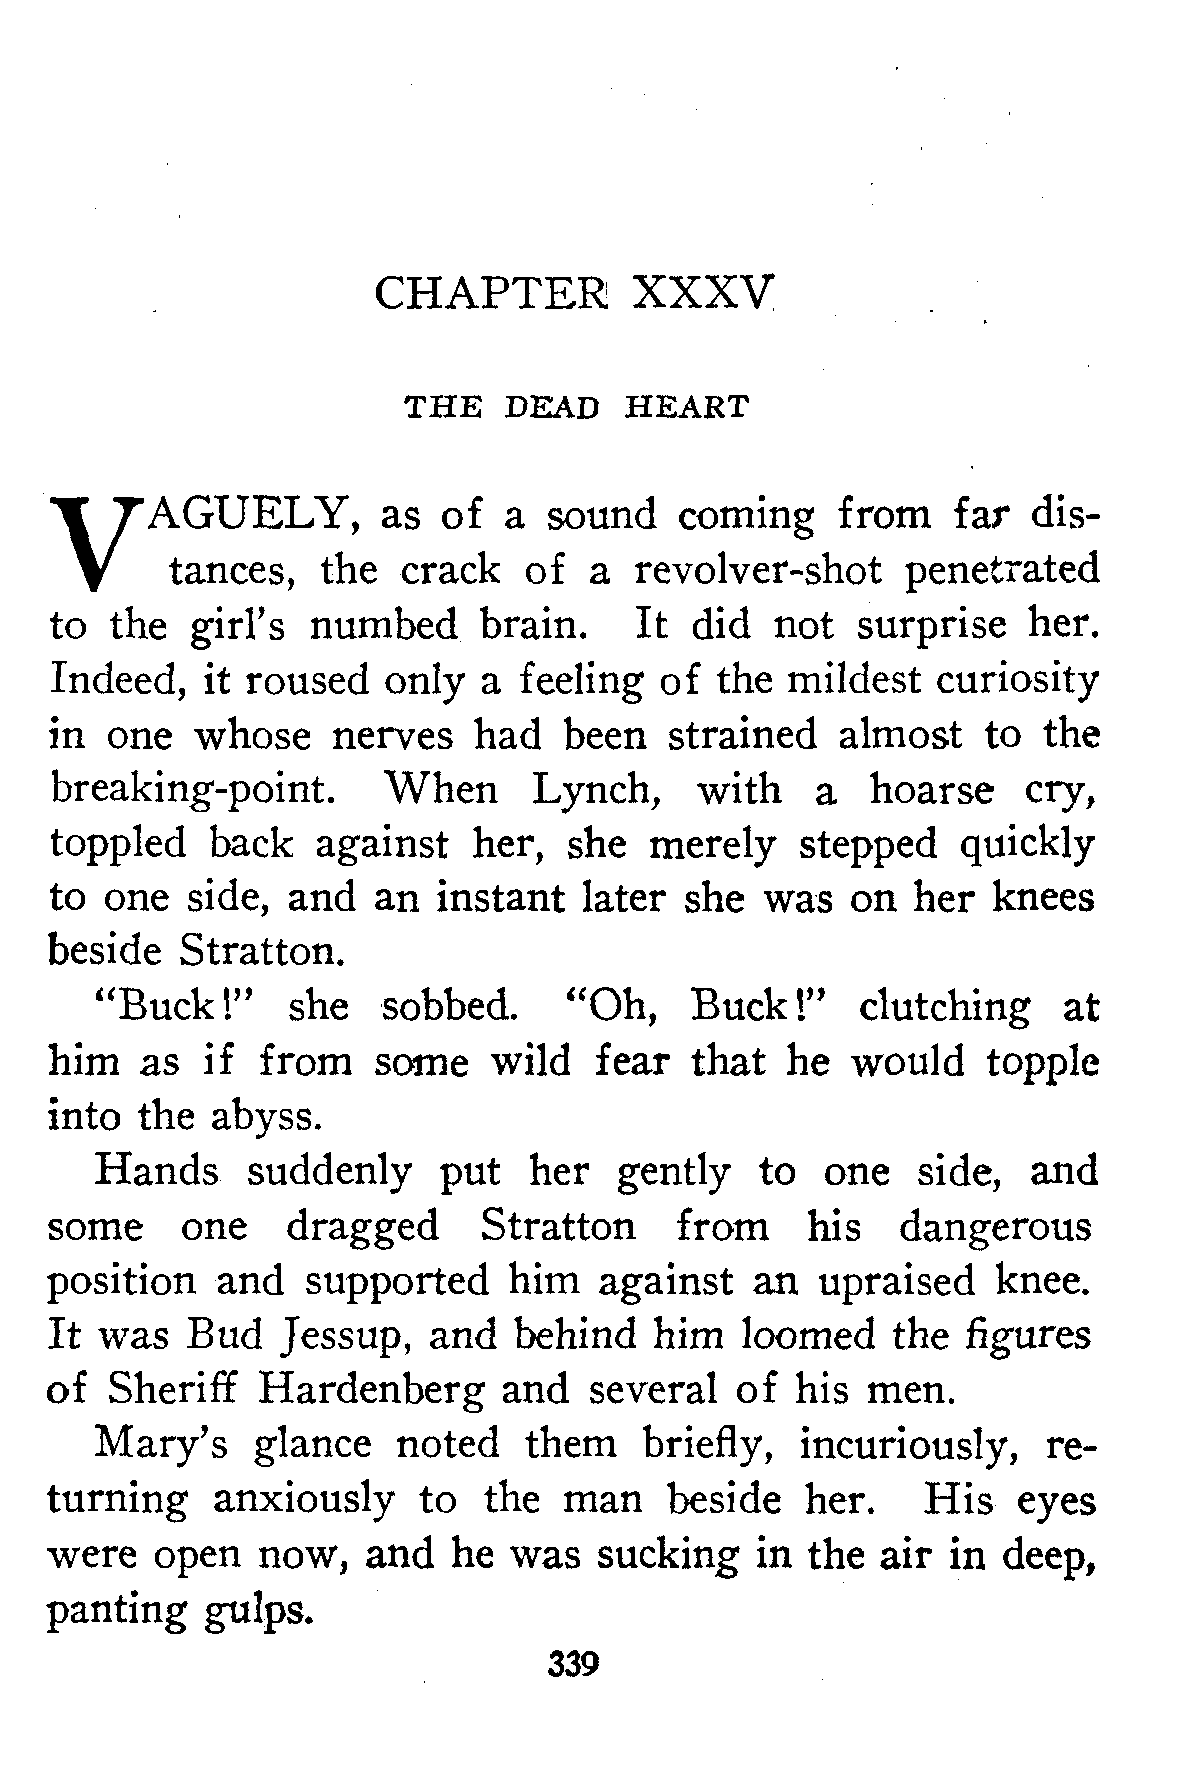 CHAPTER XXXV
THE DEAD HEART
VAGUELY, as of a sound coming from far dis-
tances, the crack of a revolver-shot penetrated
to the girl's numbed brain. It did not surprise her.
Indeed, it roused only a feeling of the mildest curiosity
in one whose nerves had been strained almost to the
breaking-point. When Lynch, with a hoarse cry,
toppled back against her, she merely stepped quickly
to one side, and an instant later she was on her knees
beside Stratton.
"Buck!" she sobbed. "Oh, Buck!" clutching at
him as if from some wild fear that he would topple
into the abyss.
Hands suddenly put her gently to one side, and
some one dragged Stratton from his dangerous
position and supported him against an upraised knee.
It was Bud Jessup, and behind him loomed the figures
of Sheriff Hardenberg and several of his men.
Mary's glance noted them briefly, incuriously, re-
turning anxiously to the man beside her. His eyes
were open now, and he was sucking in the air in deep,
panting gulps.
339